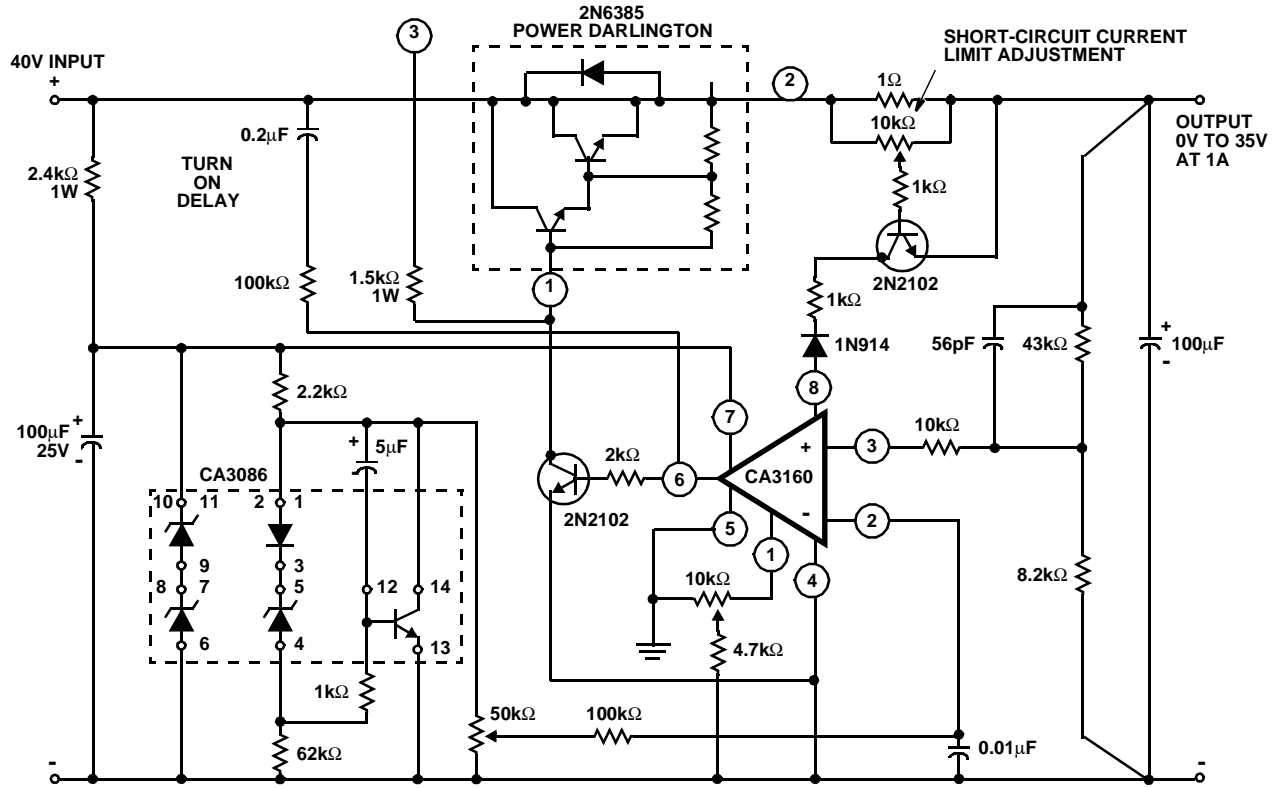 2N6385
POWER DARLINGTON
3
SHORT-CIRCUIT CURRENT
LIMIT ADJUSTMENT
40V INPUT
+
2
1Ω
10kΩ
OUTPUT
0V TO 35V
AT 1A
0.2μF
TURN
ON
DELAY
2.4kΩ
1W
1kΩ
100kΩ
1.5kΩ
1W
1
2N2102
1kΩ
1N914
56pF
43kΩ
+
100μF
-
8
2.2kΩ
7
10kΩ
100μF
25V
+
-
+
5μF
3
+
CA3160
CA3086
2kΩ
6
2N2102
10
11
2
1
5
-
2
1
4
9
3
8
7
5
12
14
10kΩ
8.2kΩ
6
4
13
4.7kΩ
1kΩ
50kΩ
100kΩ
62kΩ
0.01μF
-
-